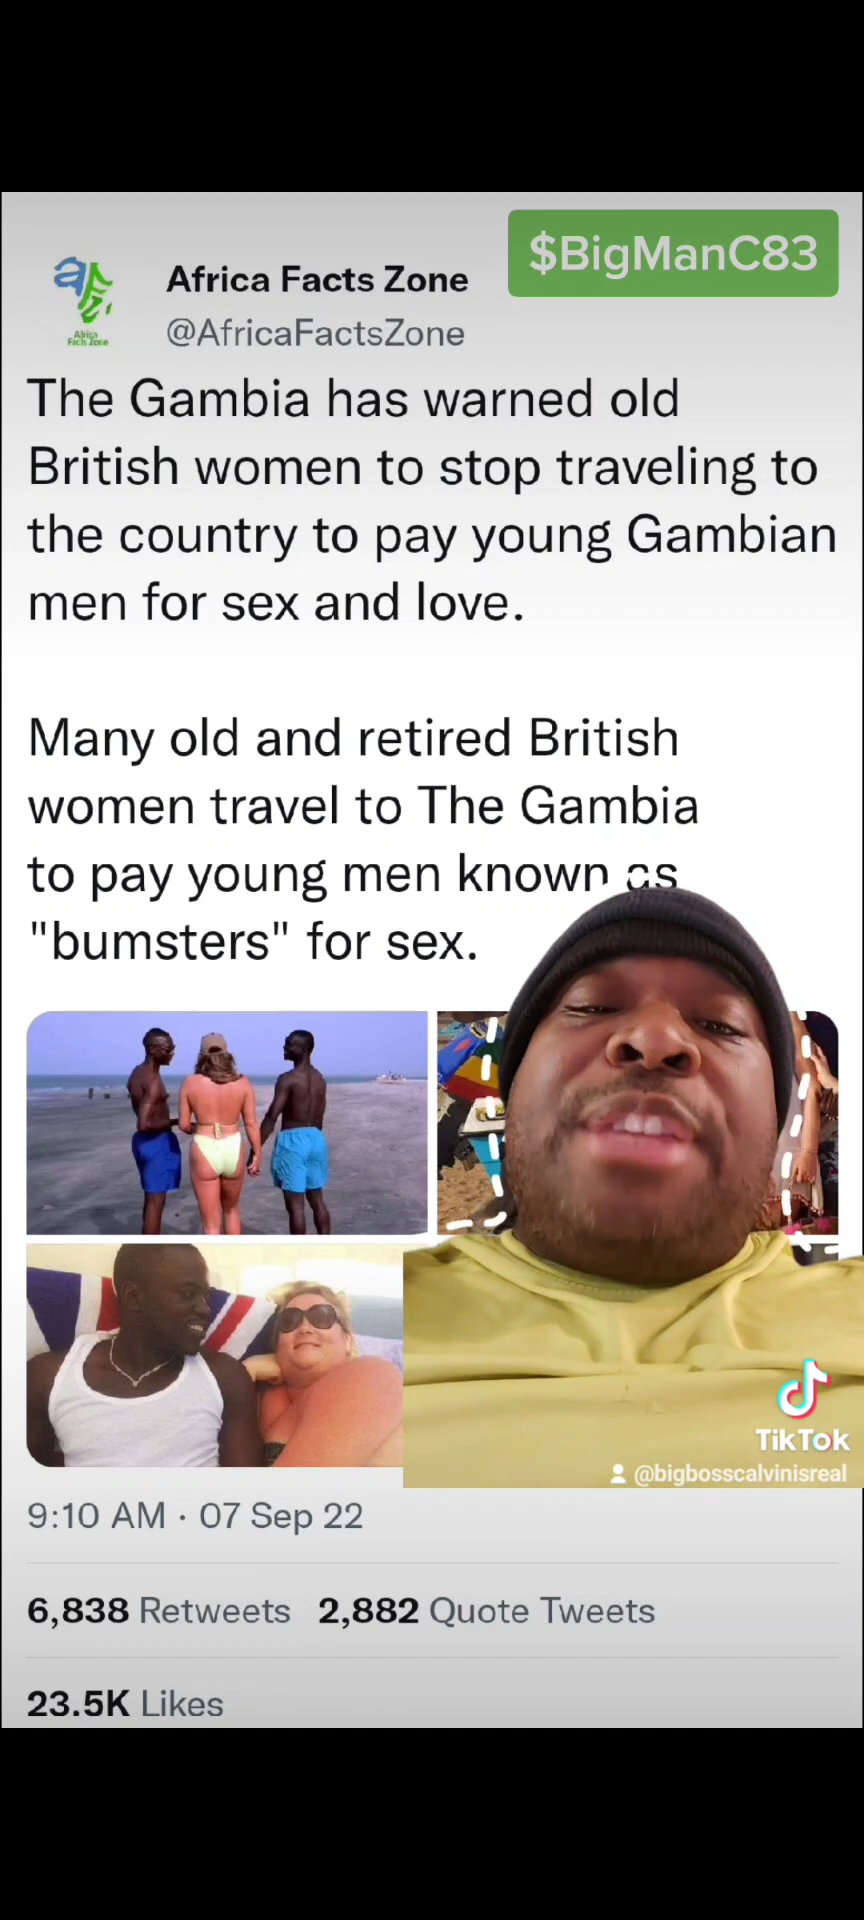 $BigManC83
Africa Facts Zone
@AfricaFactsZone
Africa
Facts Zone
The Gambia has warned old
British women to stop traveling to
the country to pay young Gambian
men for sex and love.
Many old and retired British
women travel to The Gambia
to pay young men known as
"bumsters" for sex.
TikTok
@bigbosscalvinisreal
9:10 AM · 07 Sep 22
6,838 Retweets 2,882 Quote Tweets
23.5K Likes